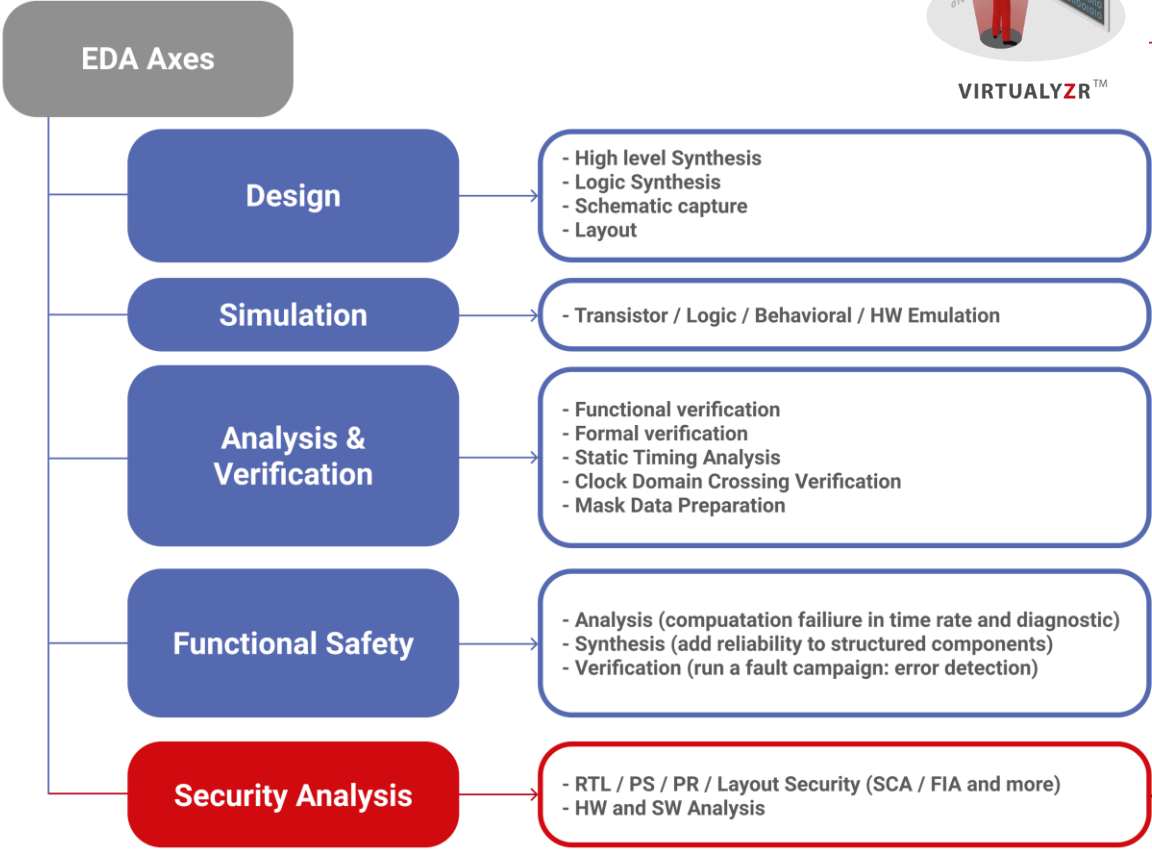 EDA Axes
VIRTUALYZR™
Design
- High level Synthesis
- Logic Synthesis
- Schematic capture
- Layout
Simulation
- Transistor / Logic / Behavioral / HW Emulation
Analysis &
Verification
- Functional verification
- Formal verification
- Static Timing Analysis
- Clock Domain Crossing Verification
- Mask Data Preparation
Functional Safety
- Analysis (compuatation failiure in time rate and diagnostic)
- Synthesis (add reliability to structured components)
- Verification (run a fault campaign: error detection)
Security Analysis
- RTL / PS / PR / Layout Security (SCA / FIA and more)
- HW and SW Analysis